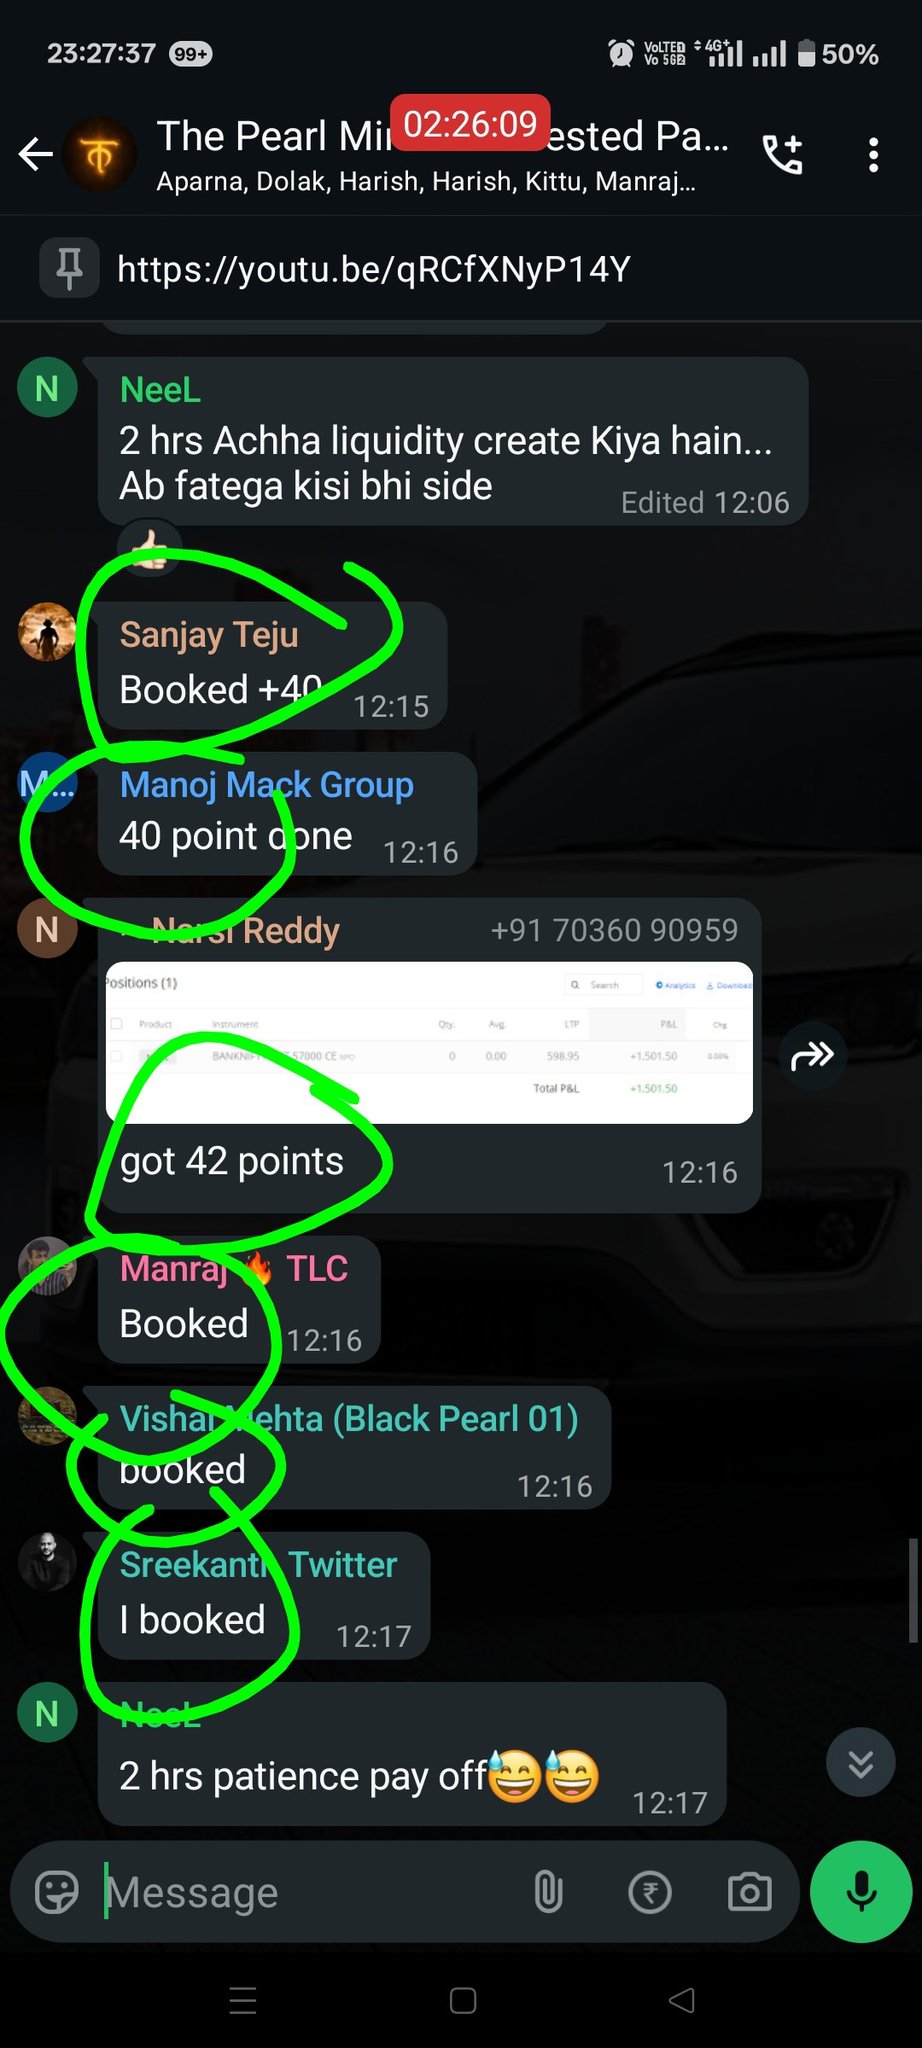 23:27:37 99+ VoLTE1 Vo 5G2 4G+ 50%
02:26:09
The Pearl Mi ested Pa...
Aparna, Dolak, Harish, Harish, Kittu, Manraj...
https://youtu.be/qRCfXNyP14Y
N NeeL
2 hrs Achha liquidity create Kiya hain...
Ab fatega kisi bhi side
Edited 12:06
Sanjay Teju
Booked +40
12:15
M... Manoj Mack Group
40 point done
12:16
N Narsi Reddy +91 70360 90959
Positions (1) Search Analytics Download
Product Instrument Qty. Avg. LTP P&L Chg.
57000 CE NFO 0 0.00 598.95 +1,501.50 0.00%
Total P&L +1,501.50
got 42 points
12:16
Manraj🔥 TLC
Booked
12:16
Vishal Mehta (Black Pearl 01)
booked
12:16
Sreekanth Twitter
I booked
12:17
N NeeL
2 hrs patience pay off😅😅
12:17
Message